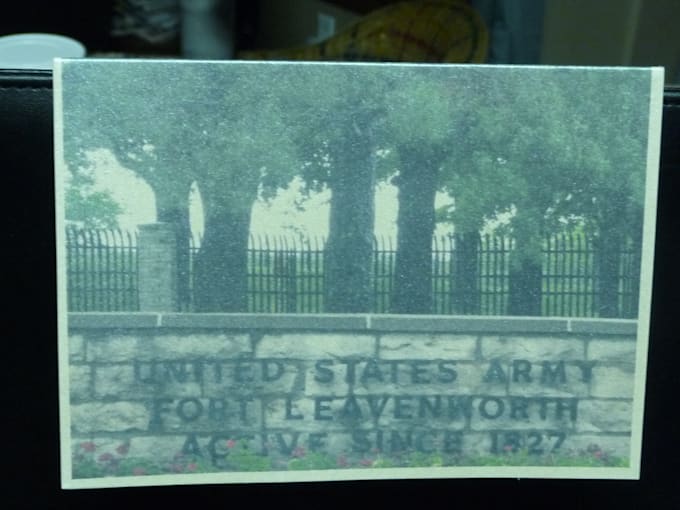 UNITED STATES ARMY
FORT LEAVENWORTH
ACTIVE SINCE 1827